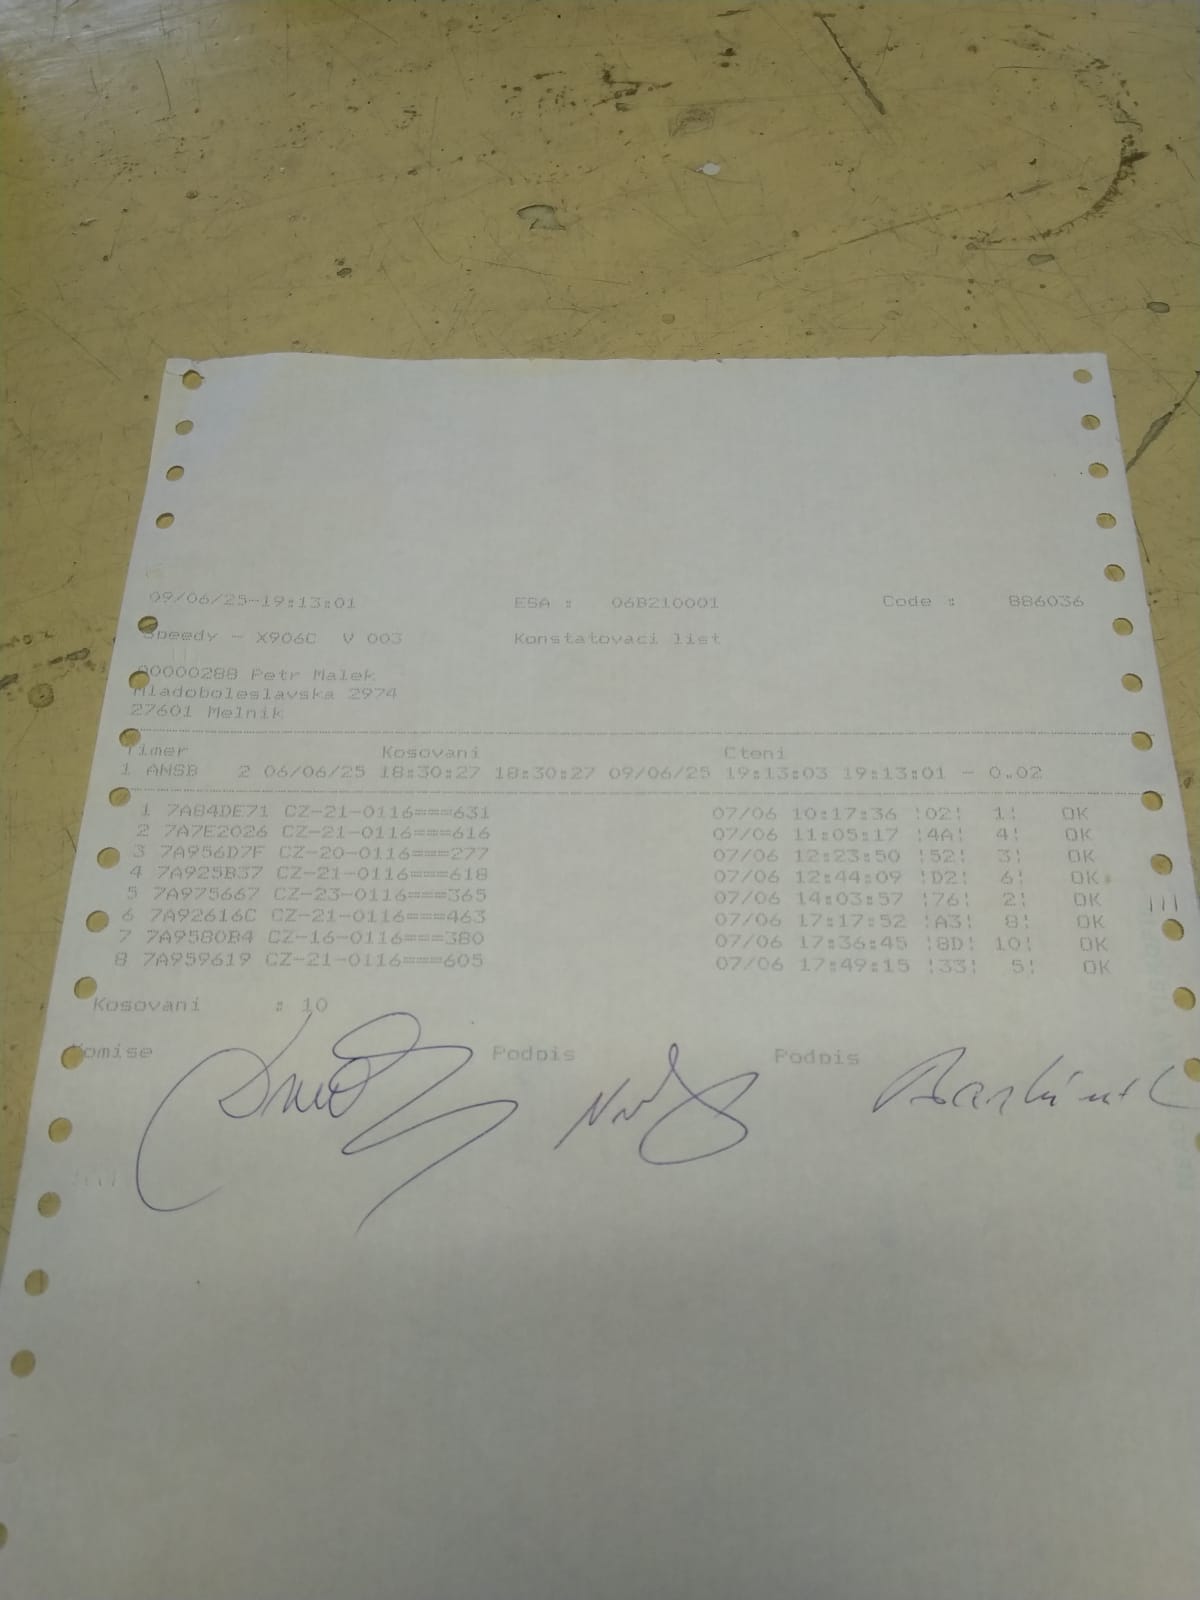 09/06/25-19:13:01 ESA : 06B210001 Code : 886036
Speedy - X906C V 003 Konstatovaci list
00000288 Petr Malek
Mladoboleslavska 2974
27601 Melnik
Timer Kosovani Cteni
1 ANSB 2 06/06/25 18:30:27 18:30:27 09/06/25 19:13:03 19:13:01 - 0.02
1 7A84DE71 CZ-21-0116===631 07/06 10:17:36 !02! 1! OK
2 7A7E2026 CZ-21-0116===616 07/06 11:05:17 !4A! 4! OK
3 7A956D7F CZ-20-0116===277 07/06 12:23:50 !52! 3! OK
4 7A925B37 CZ-21-0116===618 07/06 12:44:09 !D2! 6! OK
5 7A975667 CZ-23-0116===365 07/06 14:03:57 !76! 2! OK
6 7A92616C CZ-21-0116===463 07/06 17:17:52 !A3! 8! OK
7 7A9580B4 CZ-16-0116===380 07/06 17:36:45 !8D! 10! OK
8 7A959619 CZ-21-0116===605 07/06 17:49:15 !33! 5! OK
Kosovani : 10
Komise Podpis Podpis